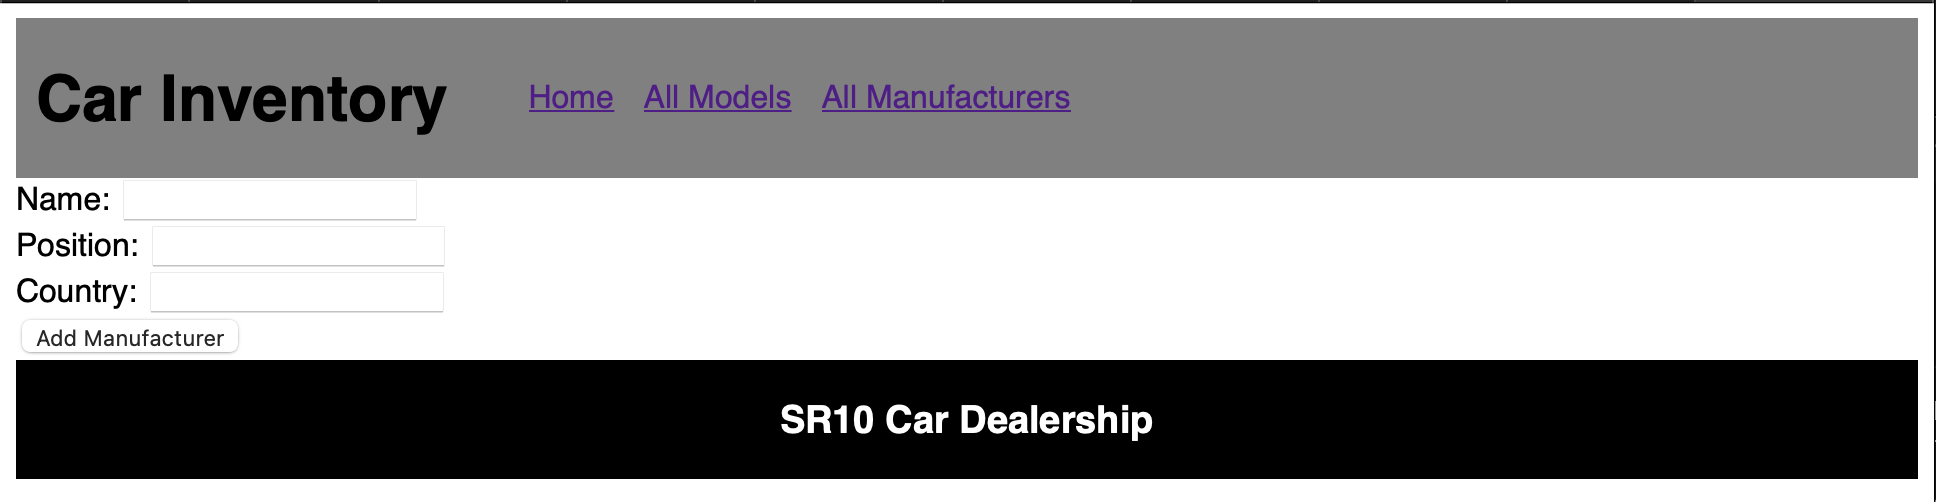 Car Inventory Home All Models All Manufacturers
Name:
Position:
Country:
Add Manufacturer
SR10 Car Dealership